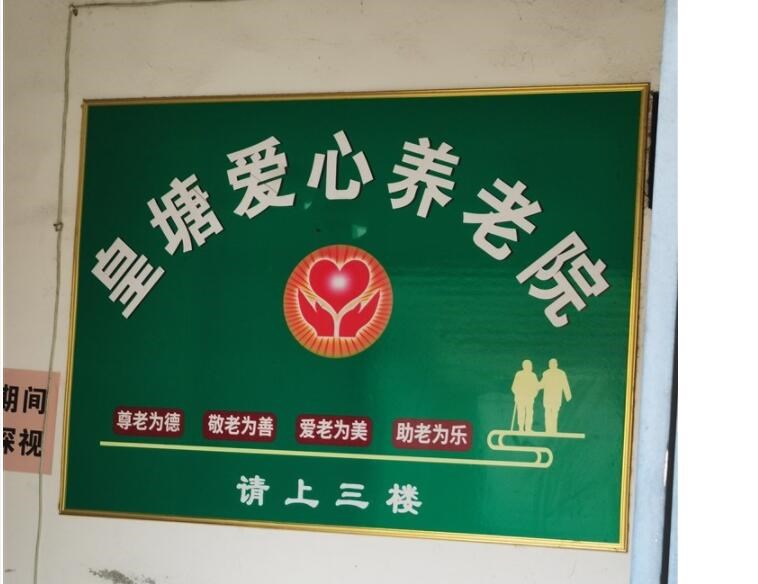 皇塘爱心养老院
尊老为德 敬老为善 爱老为美 助老为乐
请上三楼
期间
探视